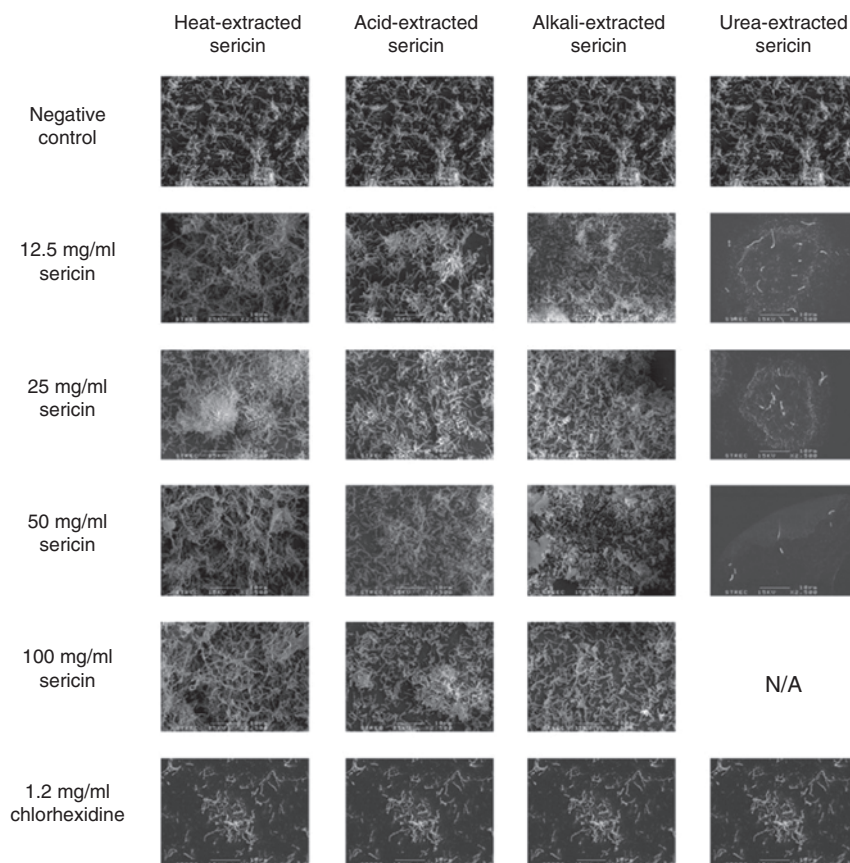 Heat-extracted
sericin
Acid-extracted
sericin
Alkali-extracted
sericin
Urea-extracted
sericin
Negative
control
12.5 mg/ml
sericin
25 mg/ml
sericin
50 mg/ml
sericin
100 mg/ml
sericin
N/A
1.2 mg/ml
chlorhexidine